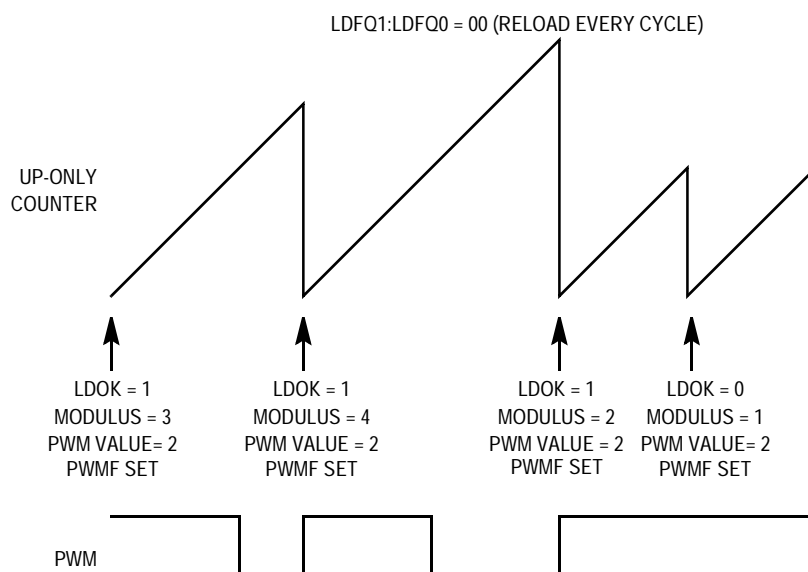 LDFQ1:LDFQ0 = 00 (RELOAD EVERY CYCLE)
UP-ONLY
COUNTER
LDOK = 1
MODULUS = 3
PWM VALUE= 2
PWMF SET
LDOK = 1
MODULUS = 4
PWM VALUE = 2
PWMF SET
LDOK = 1
MODULUS = 2
PWM VALUE = 2
PWMF SET
LDOK = 0
MODULUS = 1
PWM VALUE = 2
PWMF SET
PWM